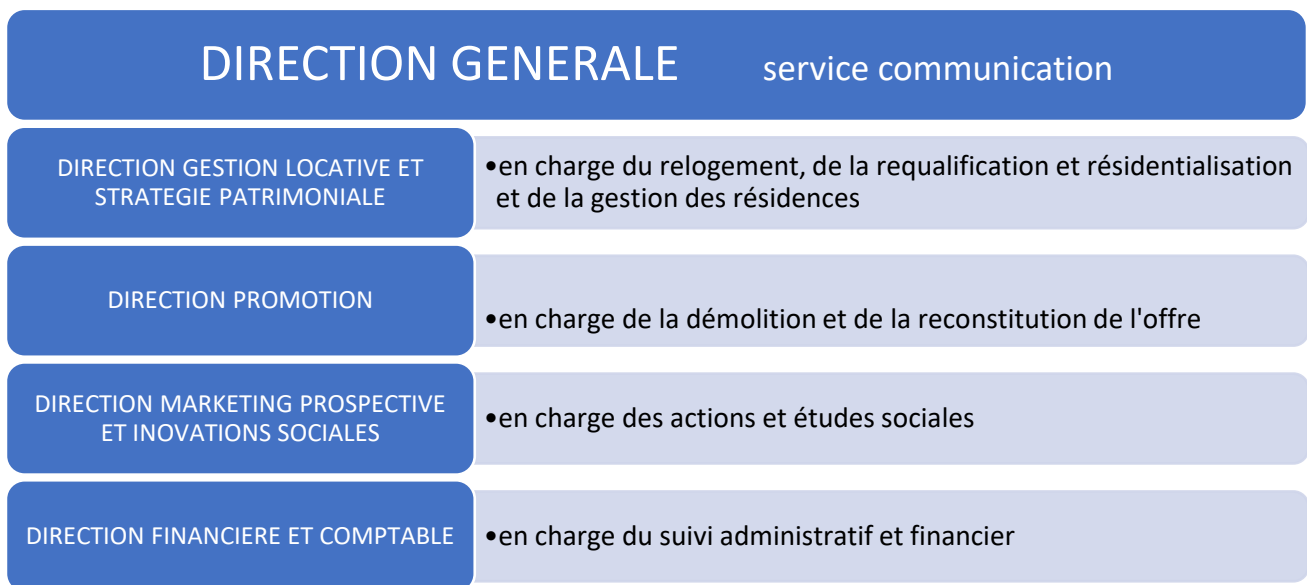 DIRECTION GENERALE service communication
DIRECTION GESTION LOCATIVE ET
STRATEGIE PATRIMONIALE
•en charge du relogement, de la requalification et résidentialisation
et de la gestion des résidences
DIRECTION PROMOTION
•en charge de la démolition et de la reconstitution de l'offre
DIRECTION MARKETING PROSPECTIVE
ET INOVATIONS SOCIALES
•en charge des actions et études sociales
DIRECTION FINANCIERE ET COMPTABLE
•en charge du suivi administratif et financier